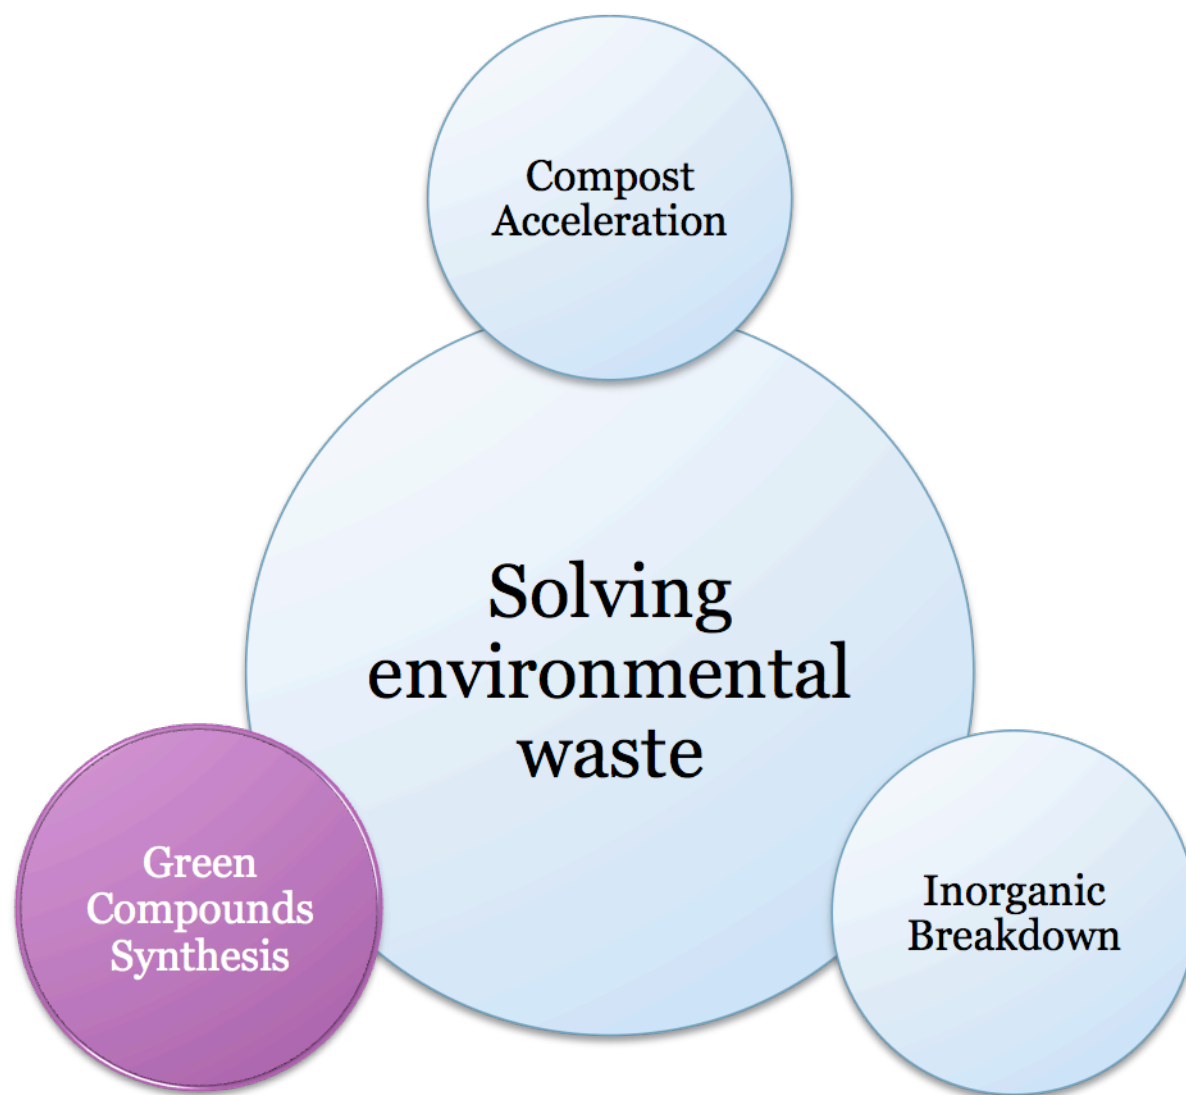 Compost
Acceleration
Solving
environmental
waste
Green
Compounds
Synthesis
Inorganic
Breakdown